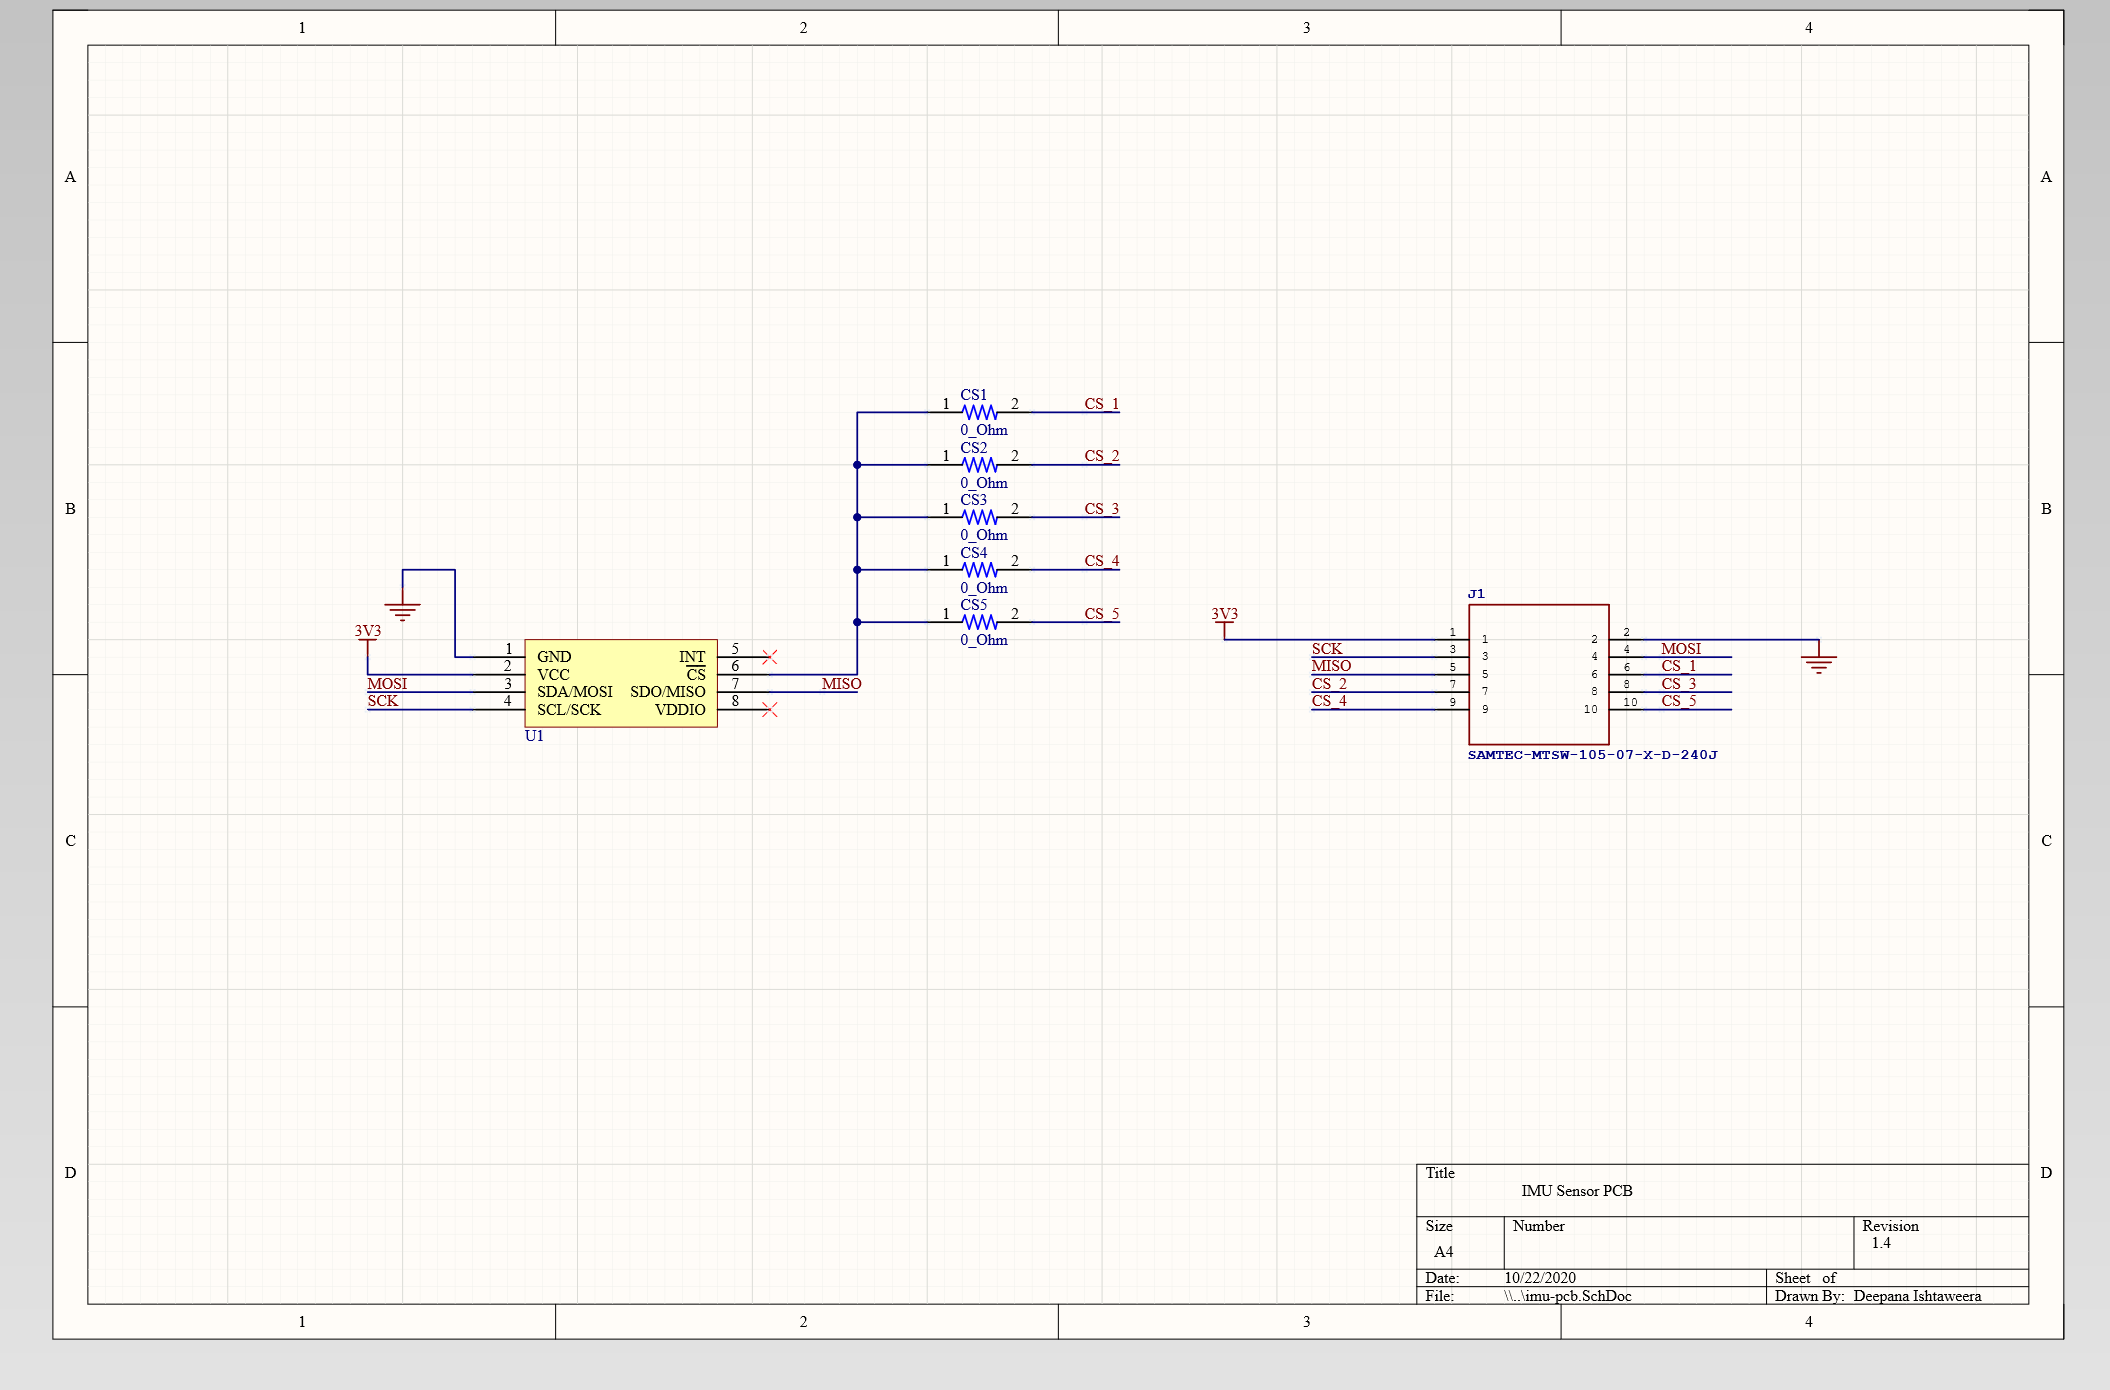 1 2 3 4
A A
CS1
1 2 CS_1
0_Ohm
CS2
1 2 CS_2
0_Ohm
B B
CS3
1 2 CS_3
0_Ohm
CS4
1 2 CS_4
0_Ohm
CS5
1 2 CS_5
0_Ohm
3V3
MOSI
SCK
1 GND INT 5
2 VCC CS 6
3 SDA/MOSI SDO/MISO 7
4 SCL/SCK VDDIO 8
MISO
U1
3V3
J1
1 1 2 2
SCK 3 3 4 4 MOSI
MISO 5 5 6 6 CS_1
CS_2 7 7 8 8 CS_3
CS_4 9 9 10 10 CS_5
SAMTEC-MTSW-105-07-X-D-240J
C C
D D
Title
IMU Sensor PCB
Size Number Revision
A4 1.4
Date: 10/22/2020 Sheet of
File: \\..\imu-pcb.SchDoc Drawn By: Deepana Ishtaweera
1 2 3 4